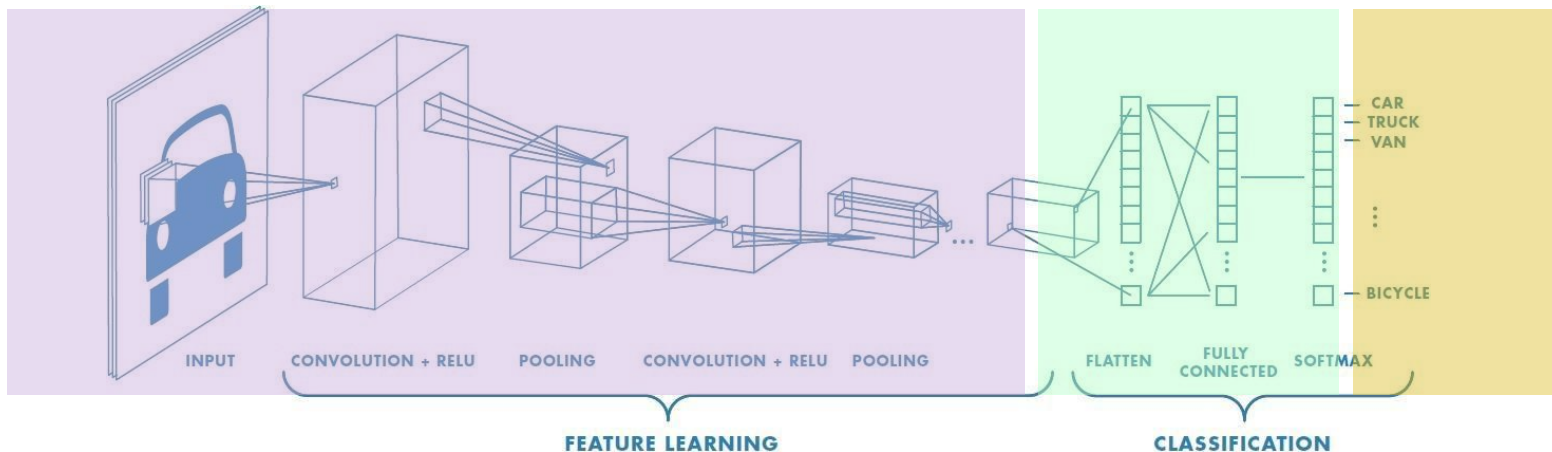 CAR
TRUCK
VAN
BICYCLE
INPUT
CONVOLUTION + RELU
POOLING
CONVOLUTION + RELU
POOLING
FLATTEN
FULLY
CONNECTED
SOFTMAX
FEATURE LEARNING
CLASSIFICATION